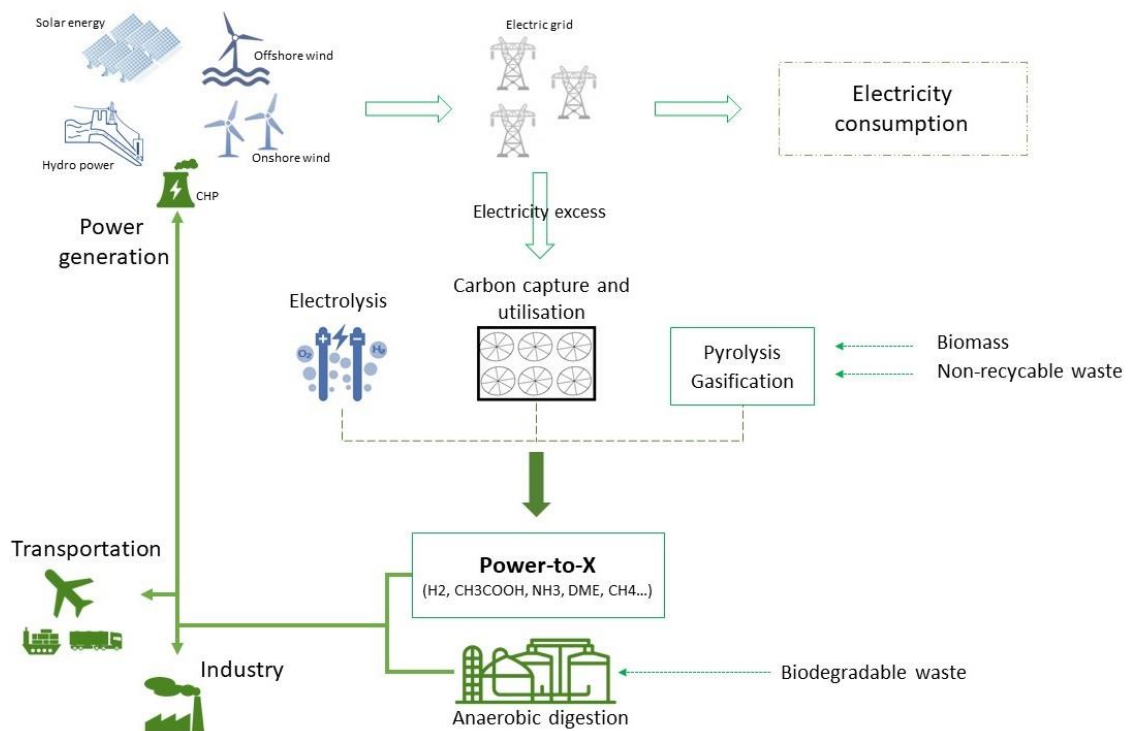 Solar energy
Offshore wind
Hydro power
Onshore wind
CHP
Power
generation
Electric grid
Electricity
consumption
Electricity excess
Electrolysis
O₂
H₂
Carbon capture and
utilisation
Pyrolysis
Gasification
Biomass
Non-recycable waste
Power-to-X
(H2, CH3COOH, NH3, DME, CH4...)
Transportation
Industry
Anaerobic digestion
Biodegradable waste